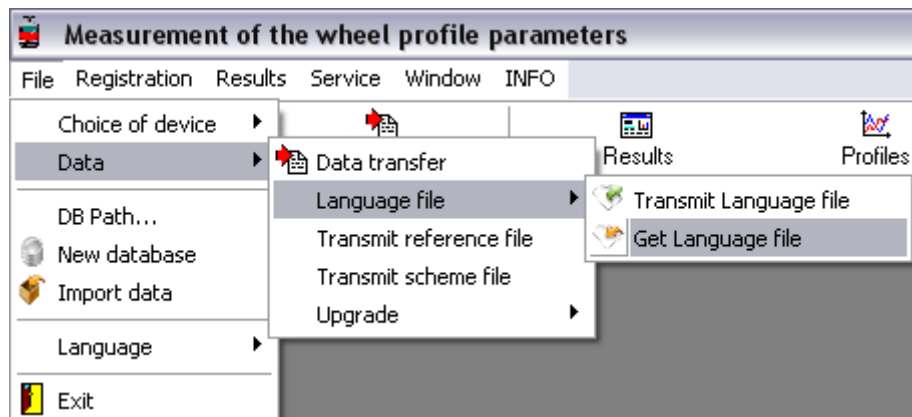 Measurement of the wheel profile parameters
File Registration Results Service Window INFO
Choice of device
Data
DB Path...
New database
Import data
Language
Exit
Data transfer
Language file
Transmit reference file
Transmit scheme file
Upgrade
Transmit Language file
Get Language file
Results
Profiles